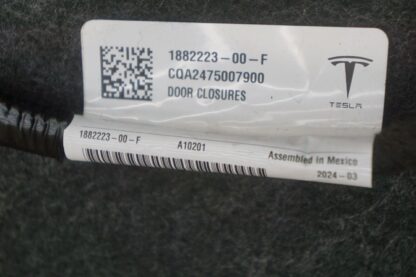 1882223-00-F
CQA2475007900
DOOR CLOSURES
TESLA
1882223-00-F
A10201
Assembled in Mexico
2024-03